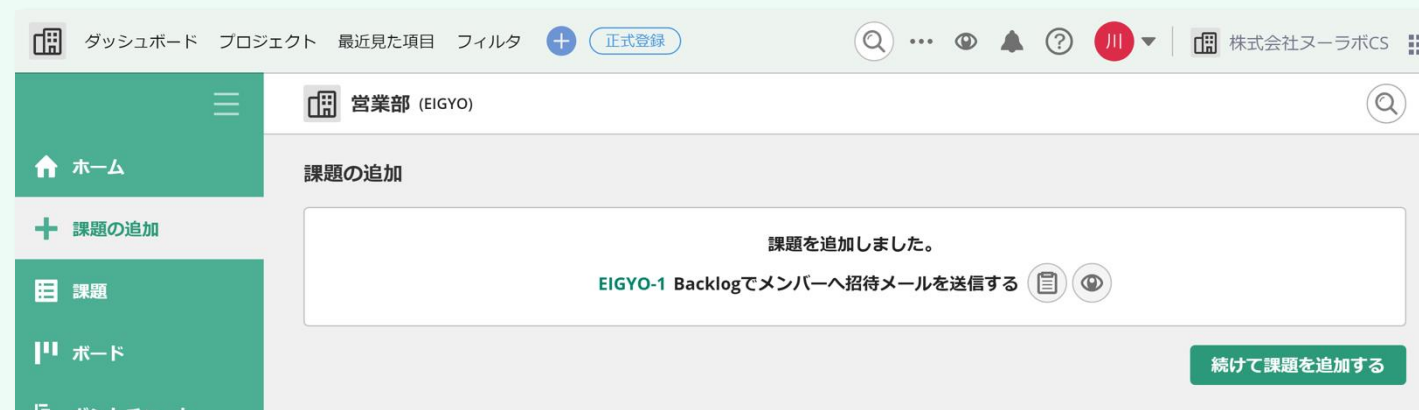 ダッシュボード プロジェクト 最近見た項目 フィルタ 正式登録 川 株式会社ヌーラボCS
営業部 (EIGYO)
ホーム
課題の追加
課題の追加
課題を追加しました。
EIGYO-1 Backlogでメンバーへ招待メールを送信する
課題
ボード
続けて課題を追加する